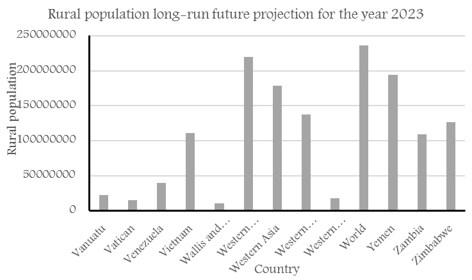 Rural population long-run future projection for the year 2023
Rural population
250000000
200000000
150000000
100000000
50000000
0
Vanuatu
Vatican
Venezuela
Vietnam
Wallis and...
Western...
Western Asia
Western...
Western...
World
Yemen
Zambia
Zimbabwe
Country